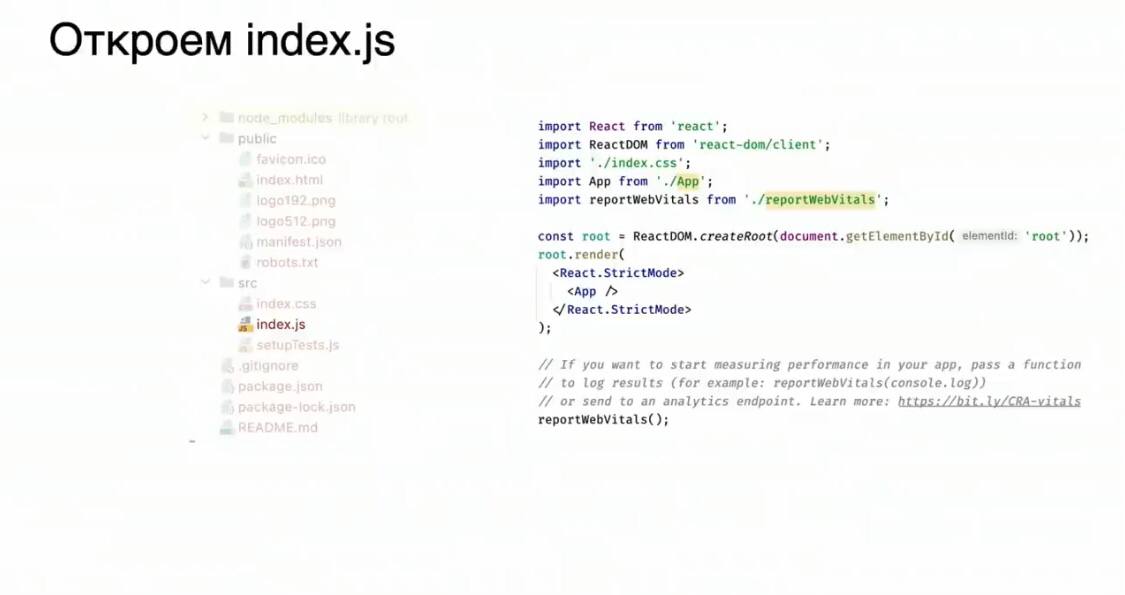 Откроем index.js
node_modules library root
public
favicon.ico
index.html
logo192.png
logo512.png
manifest.json
robots.txt
src
index.css
index.js
setupTests.js
.gitignore
package.json
package-lock.json
README.md
import React from 'react';
import ReactDOM from 'react-dom/client';
import './index.css';
import App from './App';
import reportWebVitals from './reportWebVitals';
const root = ReactDOM.createRoot(document.getElementById( elementId: 'root'));
root.render(
<React.StrictMode>
<App />
</React.StrictMode>
);
// If you want to start measuring performance in your app, pass a function
// to log results (for example: reportWebVitals(console.log))
// or send to an analytics endpoint. Learn more: https://bit.ly/CRA-vitals
reportWebVitals();